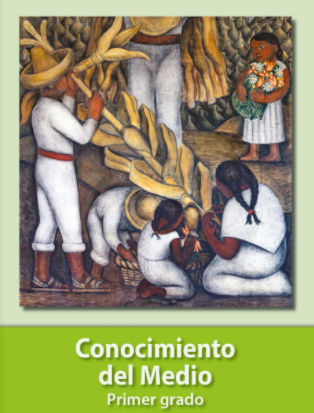 Conocimiento
del Medio
Primer grado